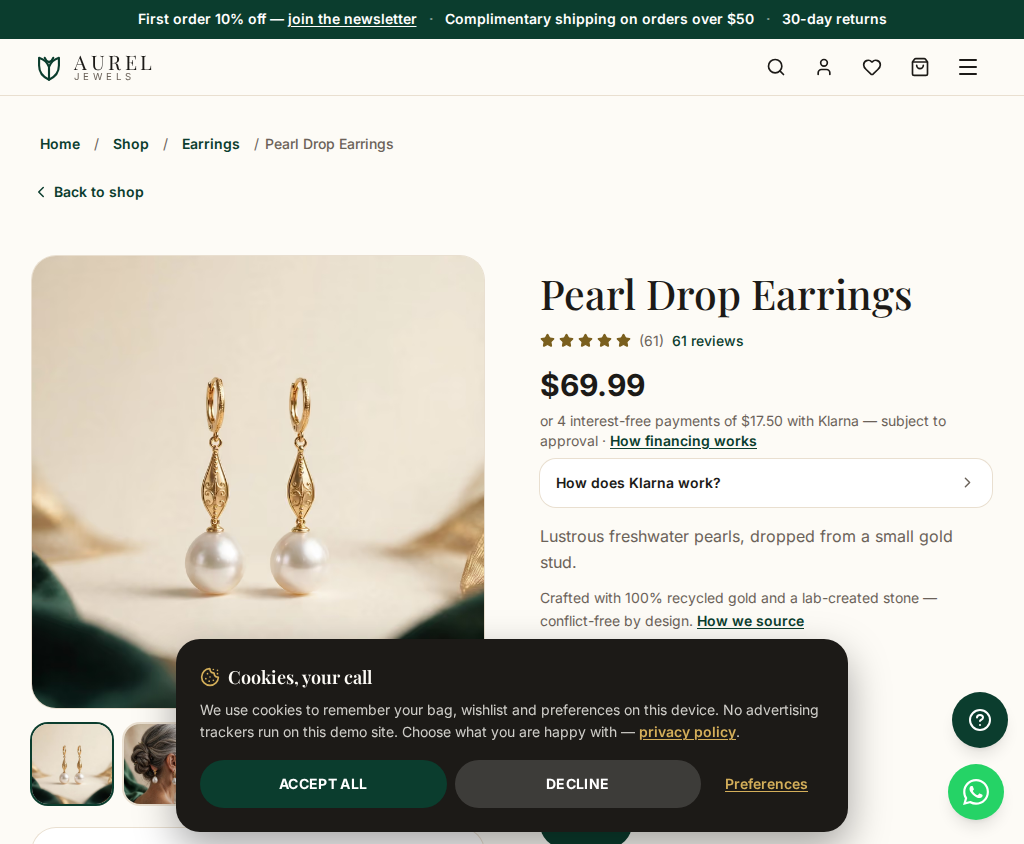 First order 10% off — join the newsletter · Complimentary shipping on orders over $50 · 30-day returns
AUREL
JEWELS
Home / Shop / Earrings / Pearl Drop Earrings
Back to shop
Pearl Drop Earrings
(61) 61 reviews
$69.99
or 4 interest-free payments of $17.50 with Klarna — subject to
approval · How financing works
How does Klarna work?
Lustrous freshwater pearls, dropped from a small gold
stud.
Crafted with 100% recycled gold and a lab-created stone —
conflict-free by design. How we source
Cookies, your call
We use cookies to remember your bag, wishlist and preferences on this device. No advertising
trackers run on this demo site. Choose what you are happy with — privacy policy.
ACCEPT ALL
DECLINE
Preferences